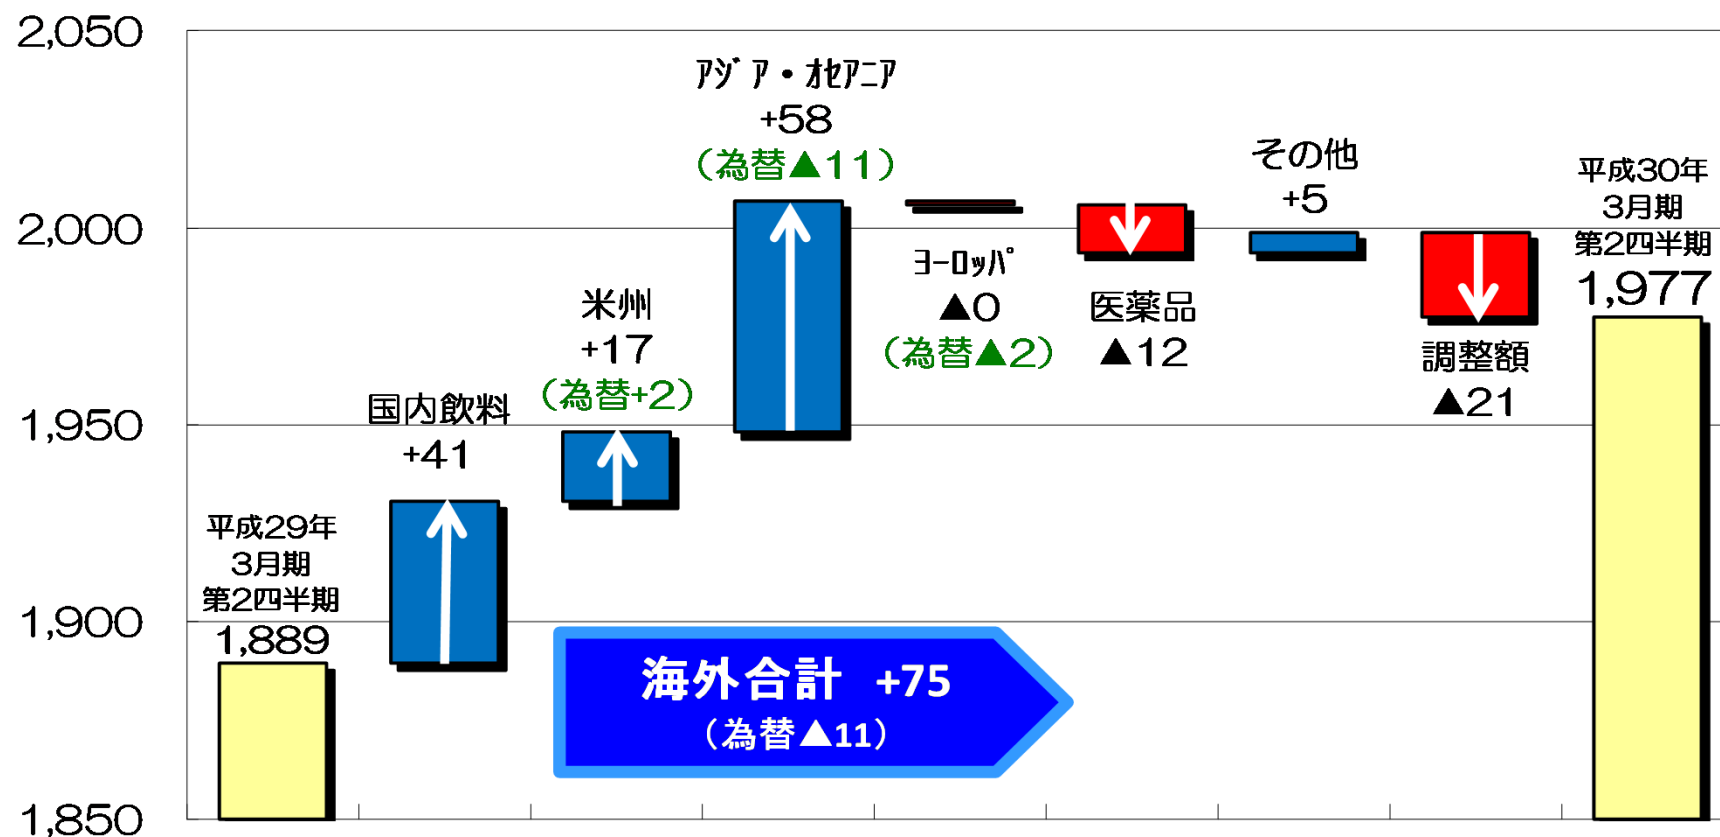 2,050
2,000
1,950
1,900
1,850
平成29年
3月期
第2四半期
1,889
国内飲料
+41
米州
+17
(為替+2)
ｱｼﾞｱ・ｵｾｱﾆｱ
+58
(為替▲11)
ﾖｰﾛｯﾊﾟ
▲0
(為替▲2)
医薬品
▲12
その他
+5
調整額
▲21
平成30年
3月期
第2四半期
1,977
海外合計 +75
(為替▲11)